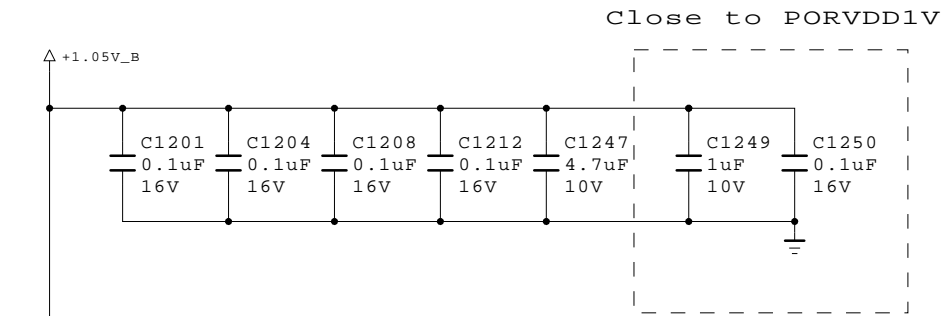 Close to PORVDD1V
+1.05V_B
C1201 C1204 C1208 C1212 C1247 C1249 C1250
0.1uF 0.1uF 0.1uF 0.1uF 4.7uF 1uF 0.1uF
16V 16V 16V 16V 10V 10V 16V